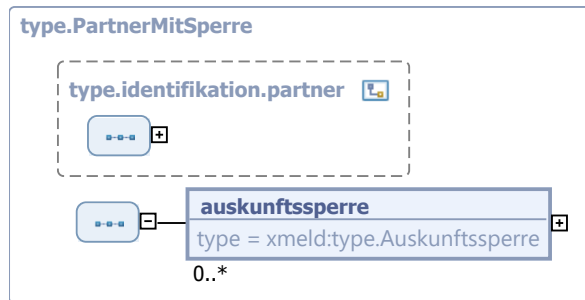 type.PartnerMitSperre
type.identifikation.partner
auskunftssperre
type = xmeld:type.Auskunftssperre
0..*